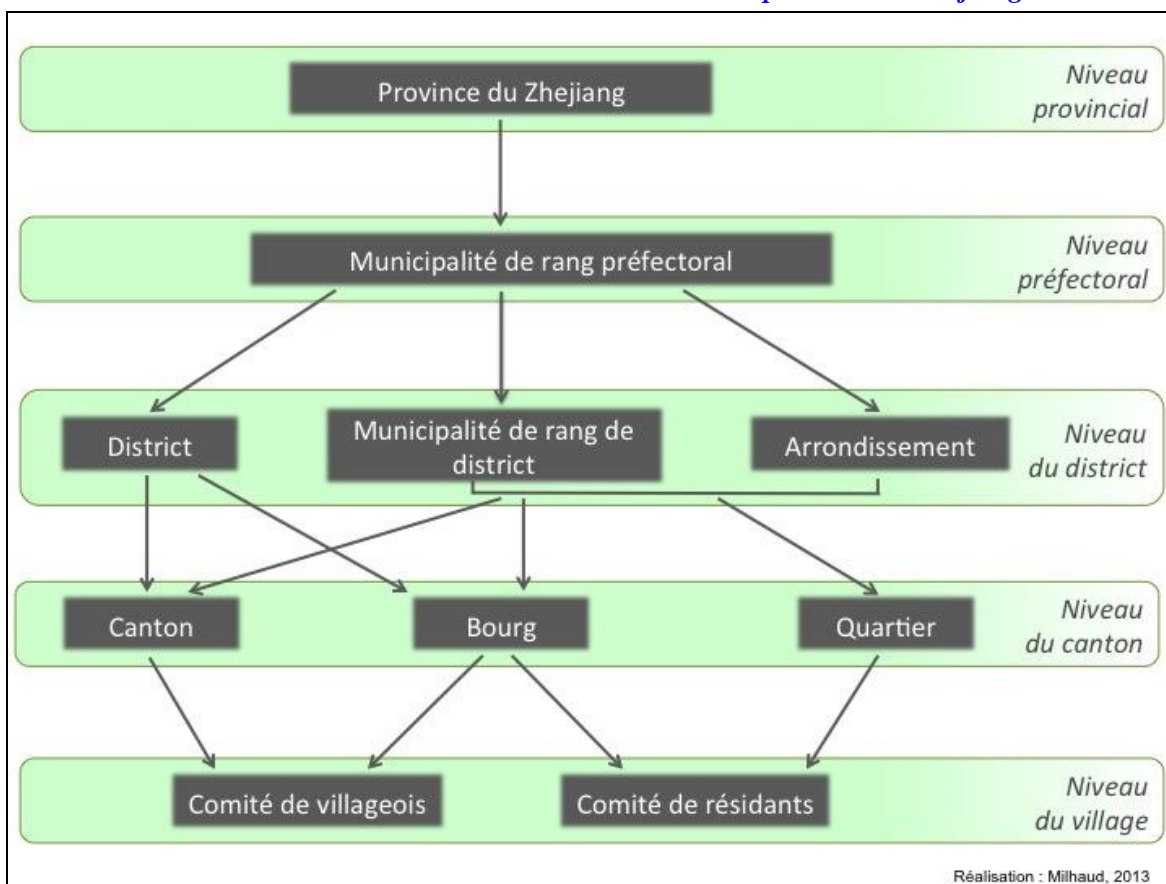 Province du Zhejiang
Niveau
provincial
Municipalité de rang préfectoral
Niveau
préfectoral
District
Municipalité de rang de
district
Arrondissement
Niveau
du district
Canton
Bourg
Quartier
Niveau
du canton
Comité de villageois
Comité de résidants
Niveau
du village
Réalisation : Milhaud, 2013